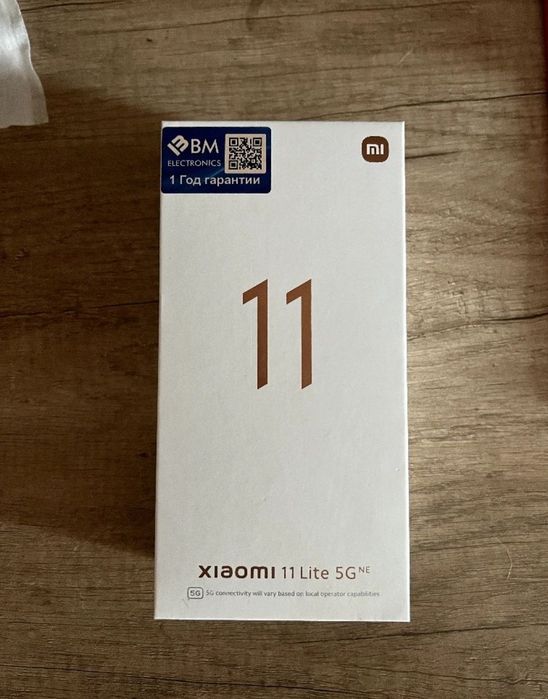 BM
ELECTRONICS
1 Год гарантии
mi
11
xiaomi 11 Lite 5G NE
5G 5G connectivity will vary based on local operator capabilities